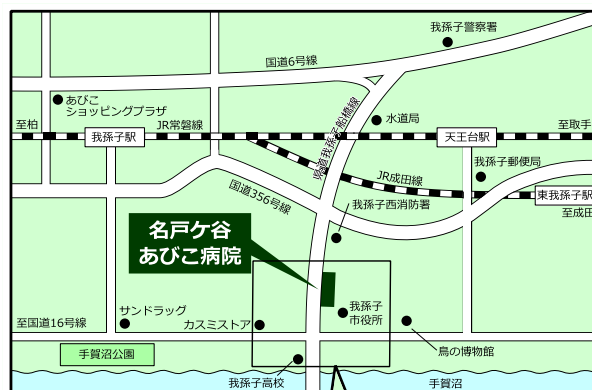 我孫子警察署
国道6号線
あびこ
ショッピングプラザ
県道我孫子船橋線
水道局
至柏
JR常磐線
至取手
我孫子駅
天王台駅
我孫子郵便局
JR成田線
国道356号線
東我孫子駅
我孫子西消防署
至成田
名戸ケ谷
あびこ病院
サンドラッグ
我孫子
市役所
至国道16号線
カスミストア
鳥の博物館
手賀沼公園
我孫子高校
手賀沼